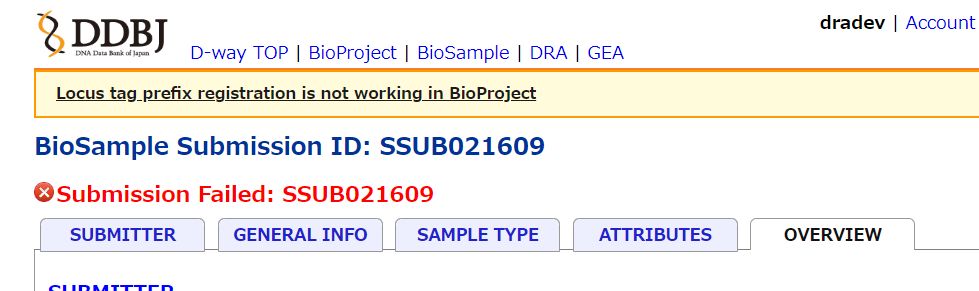 DDBJ
DNA Data Bank of Japan
dradev | Account
D-way TOP | BioProject | BioSample | DRA | GEA
Locus tag prefix registration is not working in BioProject
BioSample Submission ID: SSUB021609
Submission Failed: SSUB021609
SUBMITTER GENERAL INFO SAMPLE TYPE ATTRIBUTES OVERVIEW
SUBMITTER